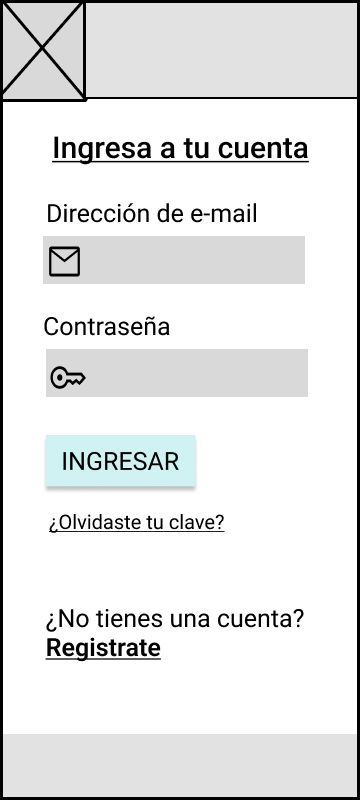 Ingresa a tu cuenta
Dirección de e-mail
Contraseña
INGRESAR
¿Olvidaste tu clave?
¿No tienes una cuenta?
Registrate